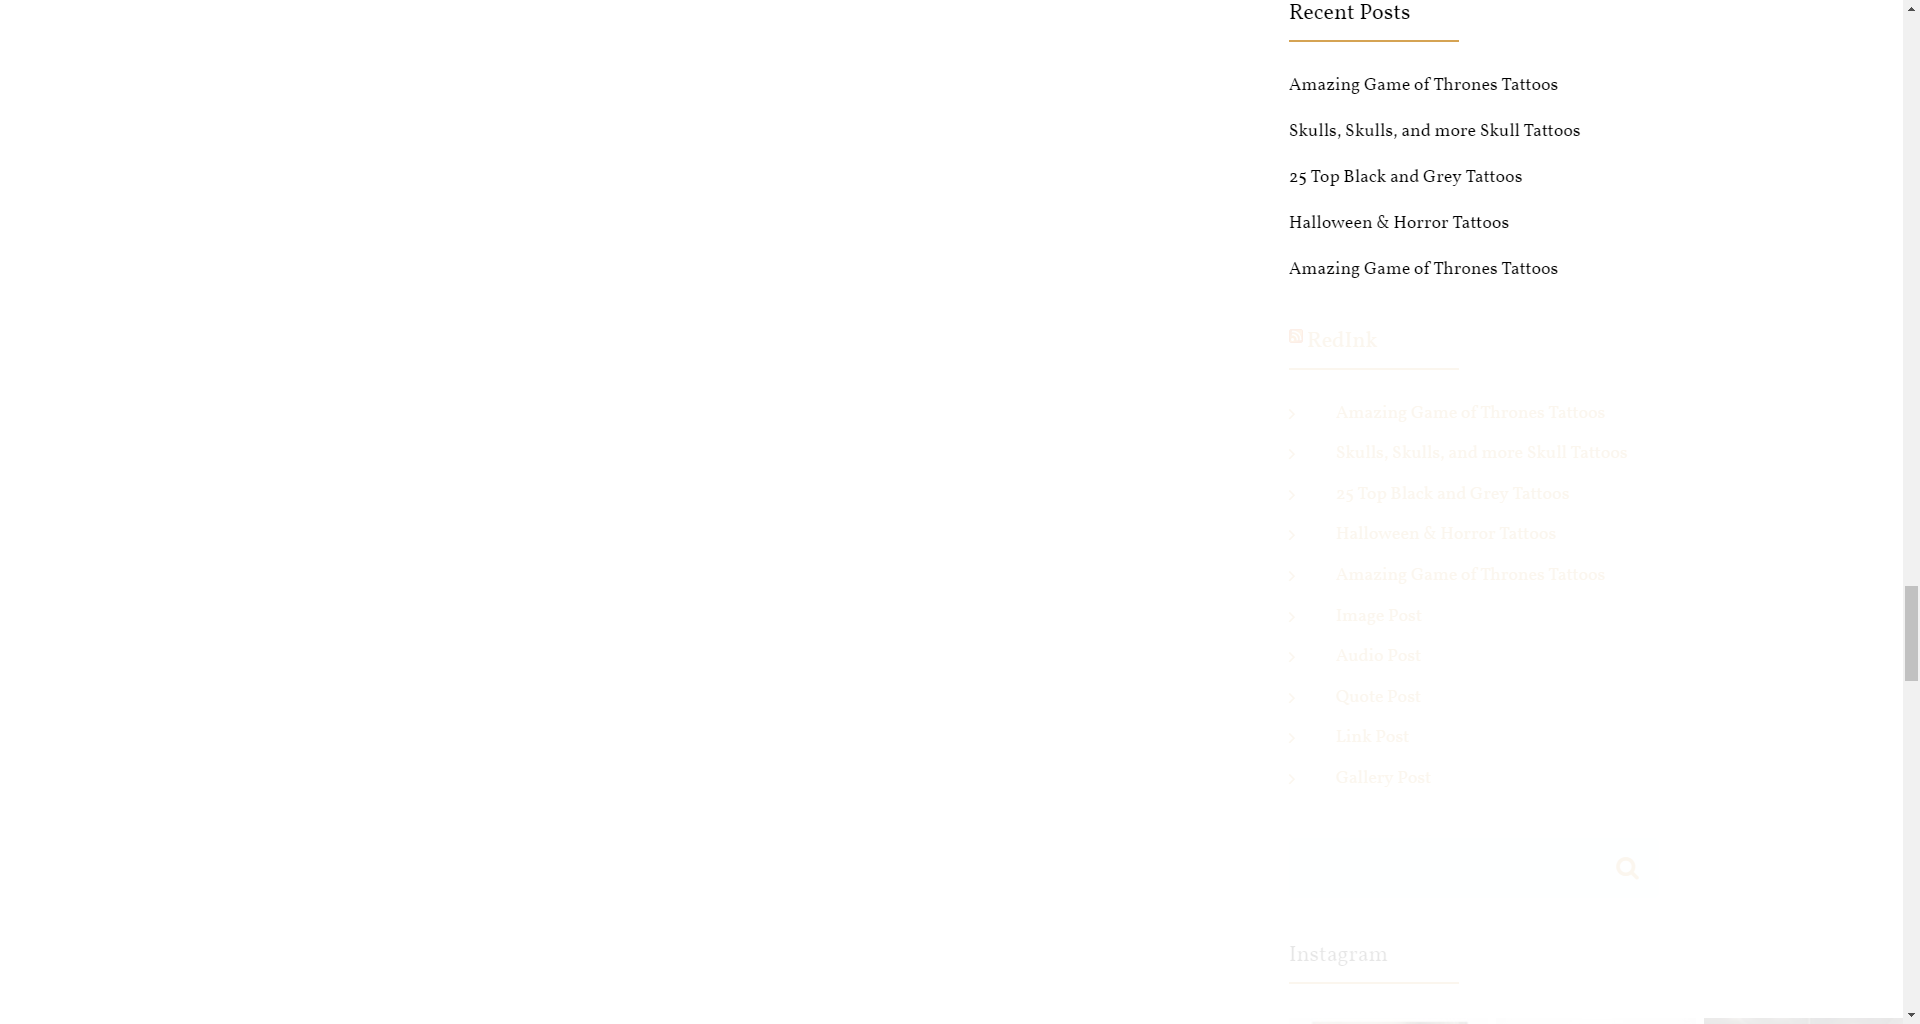 Recent Posts
Amazing Game of Thrones Tattoos
Skulls, Skulls, and more Skull Tattoos
25 Top Black and Grey Tattoos
Halloween & Horror Tattoos
Amazing Game of Thrones Tattoos
RedInk
Amazing Game of Thrones Tattoos
Skulls, Skulls, and more Skull Tattoos
25 Top Black and Grey Tattoos
Halloween & Horror Tattoos
Amazing Game of Thrones Tattoos
Image Post
Audio Post
Quote Post
Link Post
Gallery Post
Instagram